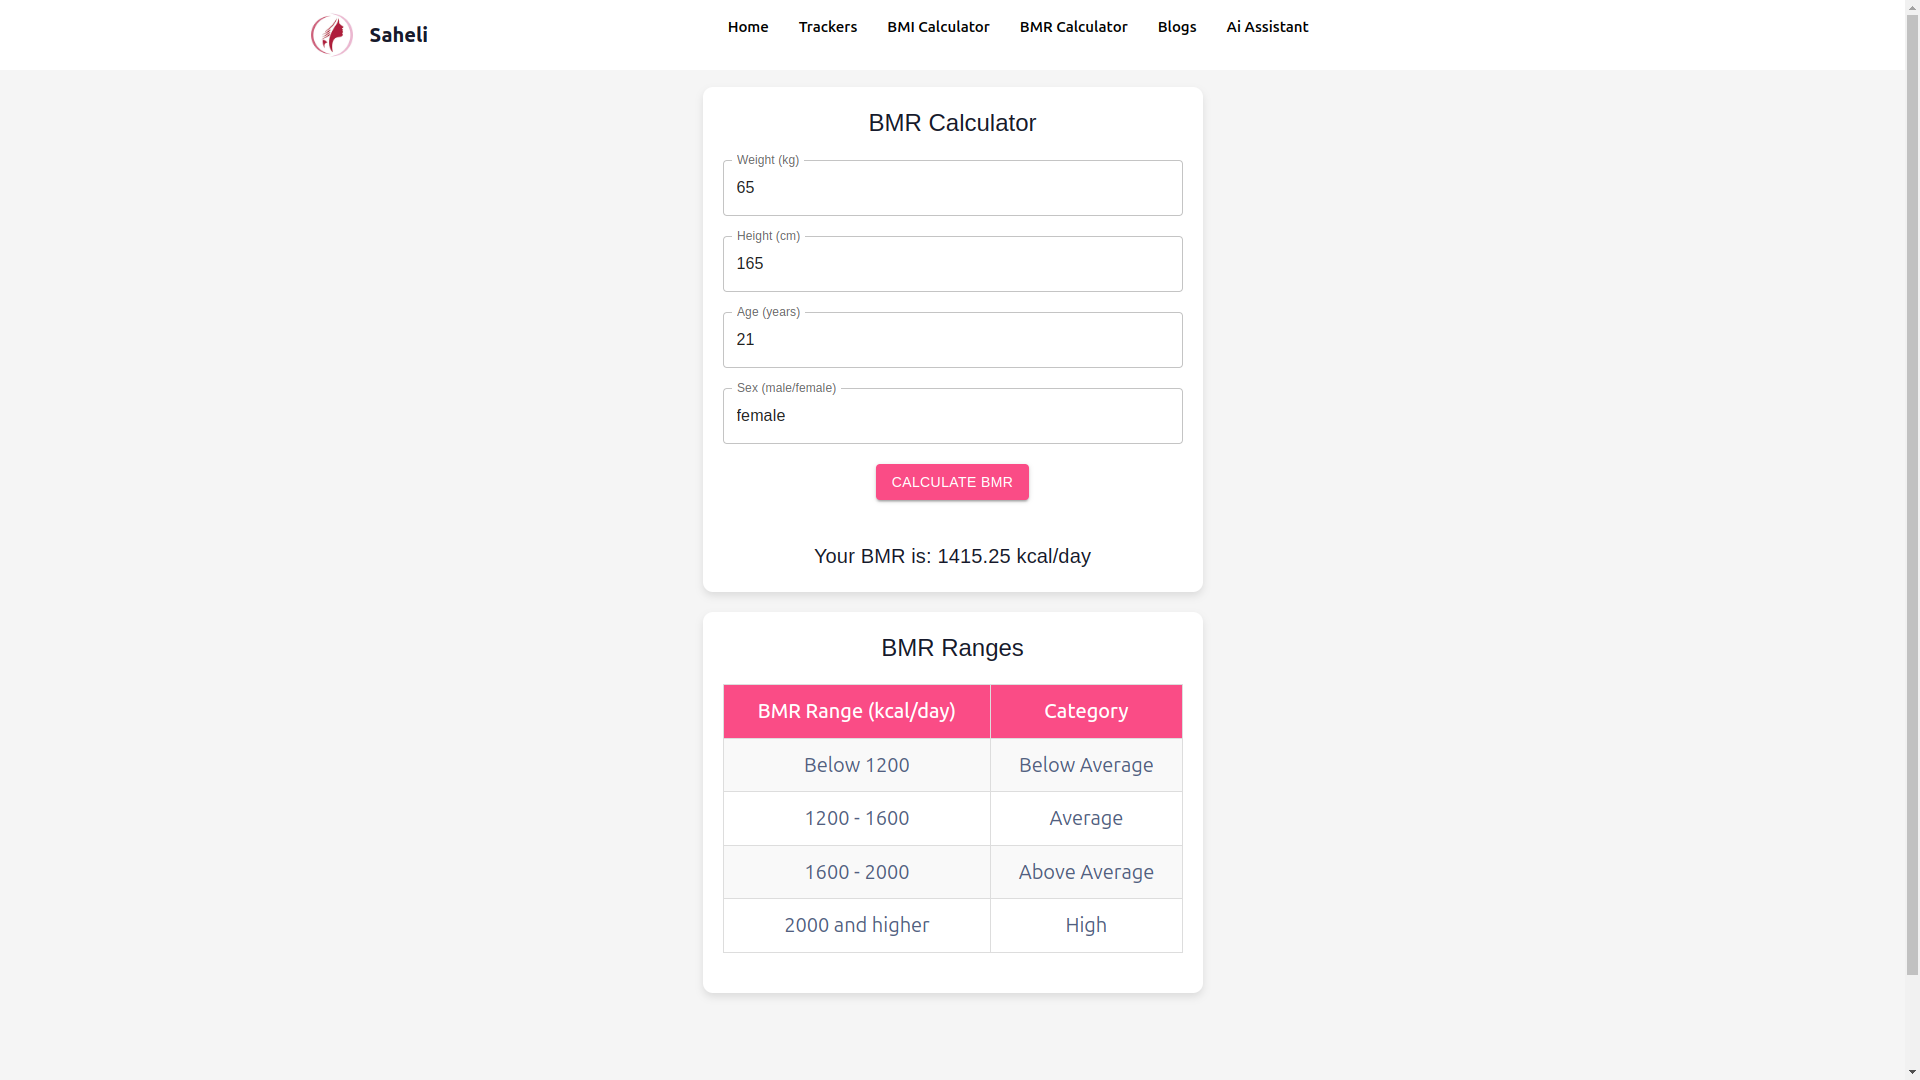 Saheli
Home Trackers BMI Calculator BMR Calculator Blogs Ai Assistant
BMR Calculator
Weight (kg)
65
Height (cm)
165
Age (years)
21
Sex (male/female)
female
CALCULATE BMR
Your BMR is: 1415.25 kcal/day
BMR Ranges
BMR Range (kcal/day) Category
Below 1200 Below Average
1200 - 1600 Average
1600 - 2000 Above Average
2000 and higher High